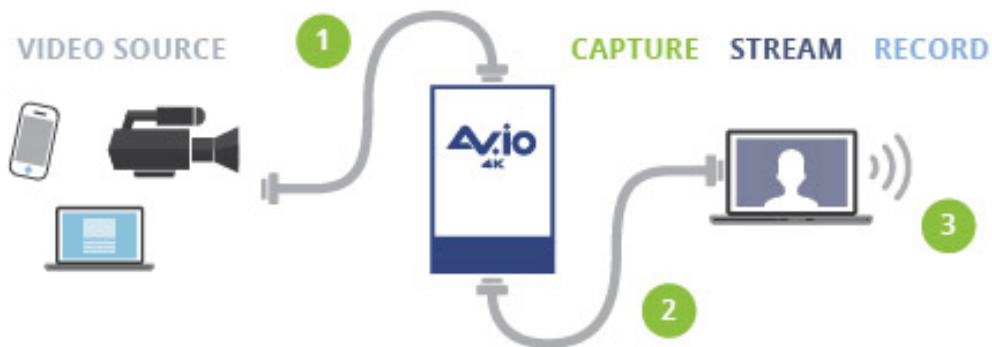 VIDEO SOURCE
1
CAPTURE STREAM RECORD
AV.io
4K
2
3